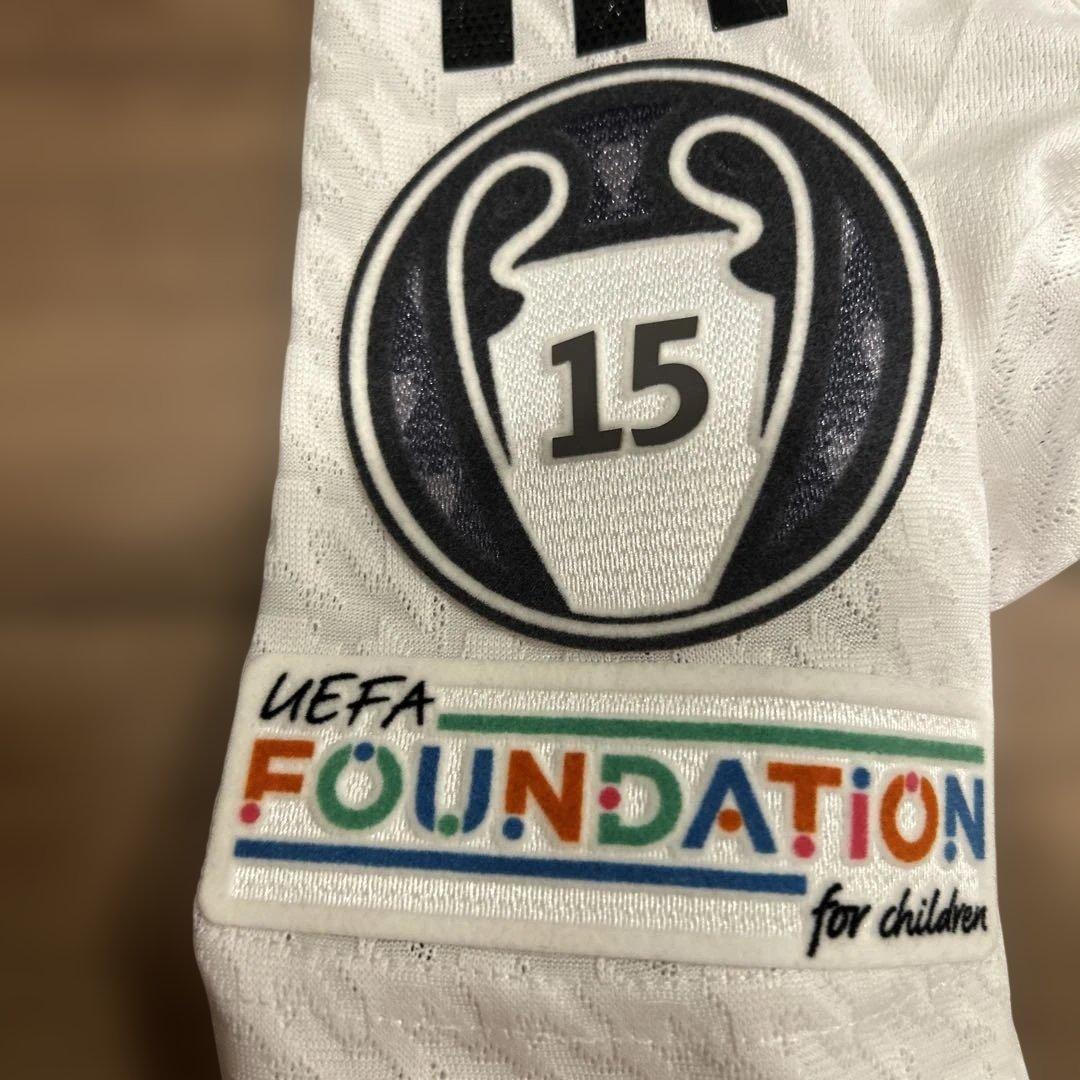 15
UEFA
FOUNDATION
for children